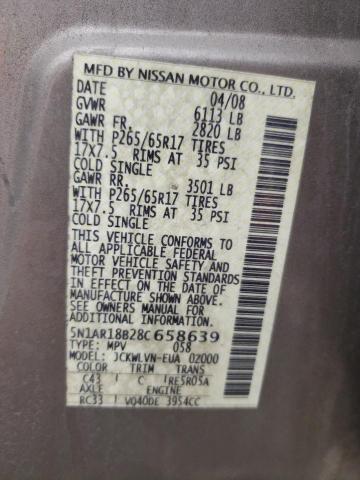 MFD BY NISSAN MOTOR CO., LTD.
DATE 04/08
GVWR 6113 LB
GAWR FR. 2820 LB
WITH P265/65R17 TIRES
17X7.5 RIMS AT 35 PSI
COLD SINGLE
GAWR RR. 3501 LB
WITH P265/65R17 TIRES
17X7.5 RIMS AT 35 PSI
COLD SINGLE
THIS VEHICLE CONFORMS TO
ALL APPLICABLE FEDERAL
MOTOR VEHICLE SAFETY AND
THEFT PREVENTION STANDARDS
IN EFFECT ON THE DATE OF
MANUFACTURE SHOWN ABOVE.
SEE OWNERS MANUAL FOR
ADDITIONAL INFORMATION
5N1AR18B28C658639
TYPE: MPV 058
MODEL: JCKWLVN-EUA 02000
COLOR TRIM TRANS
C43 C RE5R05A
AXLE ENGINE
RC33 VQ40DE 3954CC